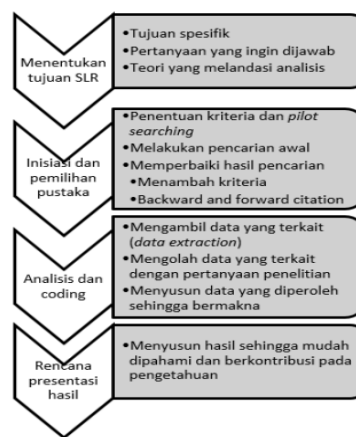 Menentukan
tujuan SLR
•Tujuan spesifik
•Pertanyaan yang ingin dijawab
•Teori yang melandasi analisis
Inisiasi dan
pemilihan
pustaka
•Penentuan kriteria dan pilot
searching
•Melakukan pencarian awal
•Memperbaiki hasil pencarian
•Menambah kriteria
•Backward and forward citation
Analisis dan
coding
•Mengambil data yang terkait
(data extraction)
•Mengolah data yang terkait
dengan pertanyaan penelitian
•Menyusun data yang diperoleh
sehingga bermakna
Rencana
presentasi
hasil
•Menyusun hasil sehingga mudah
dipahami dan berkontribusi pada
pengetahuan